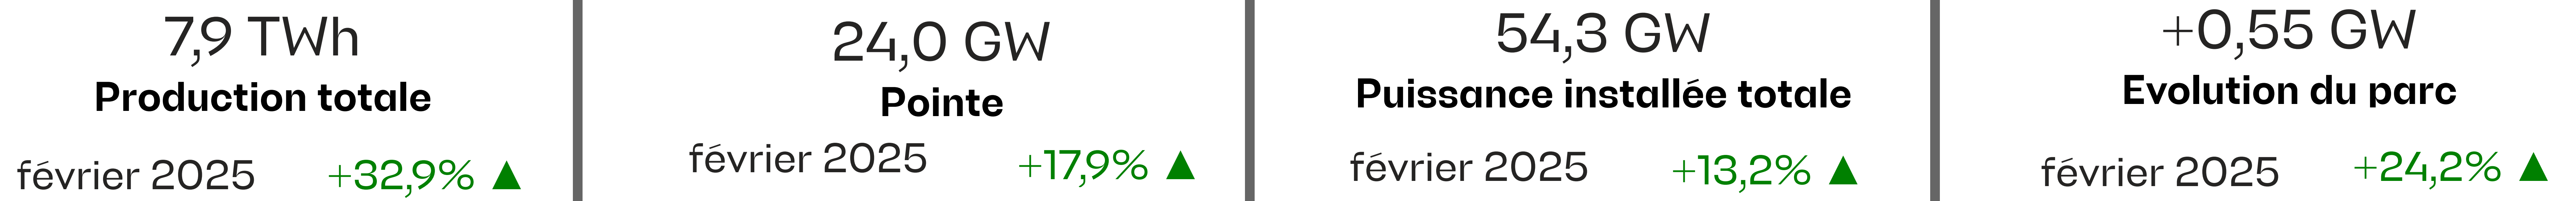 7,9 TWh
Production totale
février 2025 +32,9% ▲
24,0 GW
Pointe
février 2025 +17,9% ▲
54,3 GW
Puissance installée totale
février 2025 +13,2% ▲
+0,55 GW
Evolution du parc
février 2025 +24,2% ▲